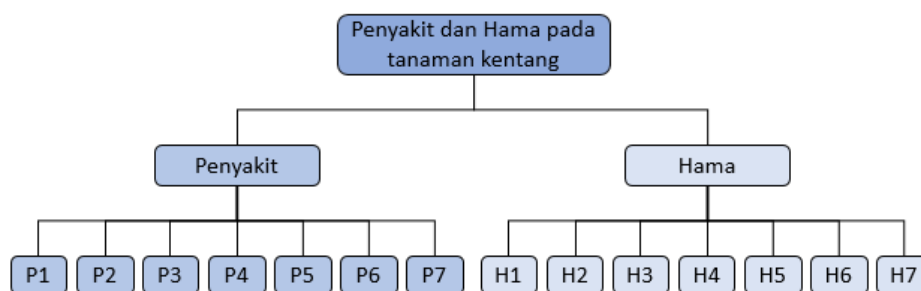 Penyakit dan Hama pada
tanaman kentang
Penyakit
Hama
P1 P2 P3 P4 P5 P6 P7 H1 H2 H3 H4 H5 H6 H7